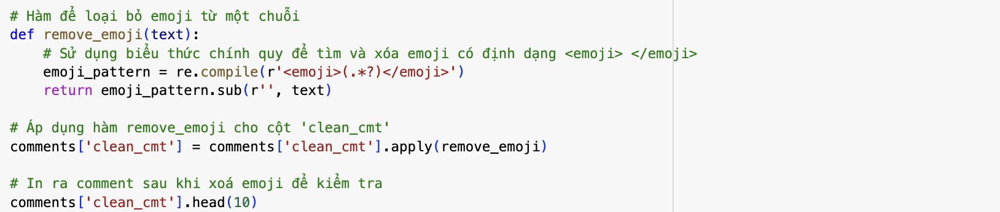 # Hàm để loại bỏ emoji từ một chuỗi
def remove_emoji(text):
    # Sử dụng biểu thức chính quy để tìm và xóa emoji có định dạng <emoji> </emoji>
    emoji_pattern = re.compile(r'<emoji>(.*?)</emoji>')
    return emoji_pattern.sub(r'', text)

# Áp dụng hàm remove_emoji cho cột 'clean_cmt'
comments['clean_cmt'] = comments['clean_cmt'].apply(remove_emoji)

# In ra comment sau khi xoá emoji để kiểm tra
comments['clean_cmt'].head(10)